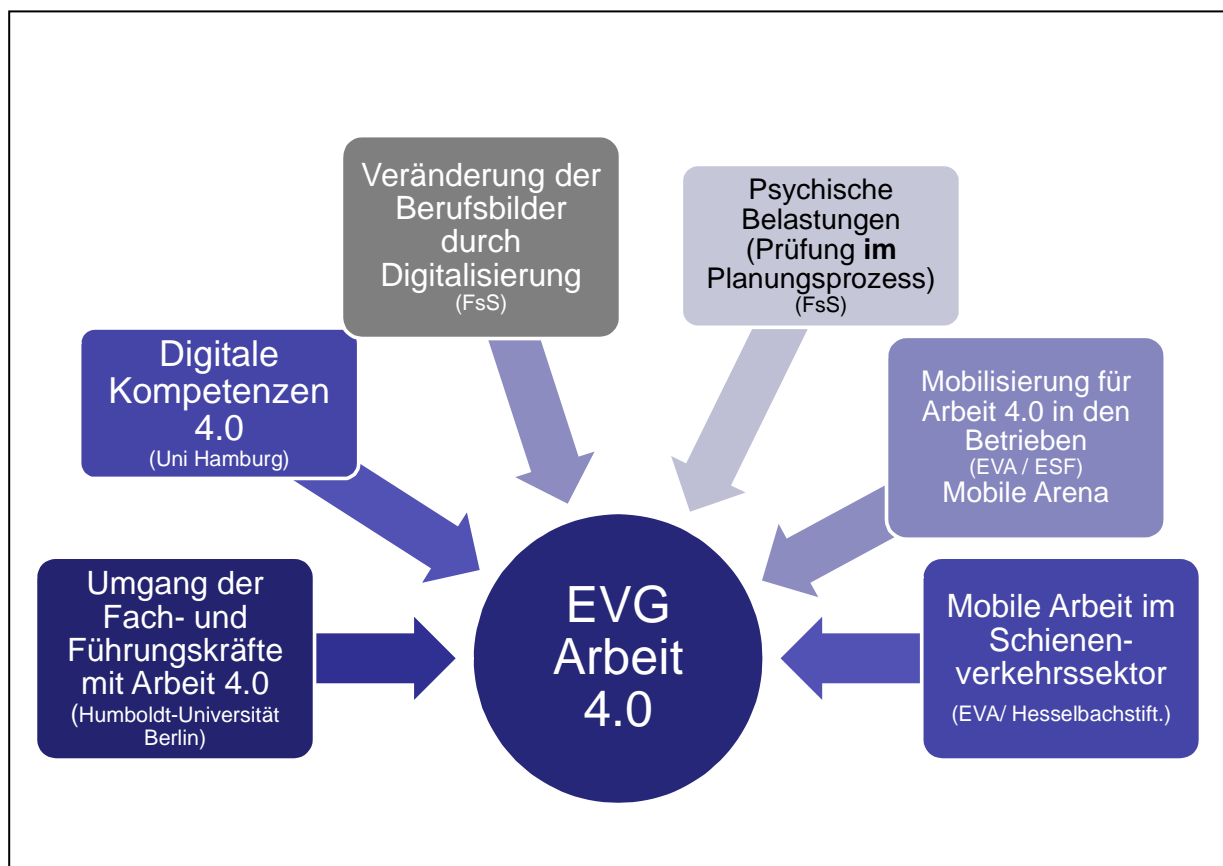 Veränderung der
Berufsbilder
durch
Digitalisierung
(FsS)
Psychische
Belastungen
(Prüfung im
Planungsprozess)
(FsS)
Digitale
Kompetenzen
4.0
(Uni Hamburg)
Mobilisierung für
Arbeit 4.0 in den
Betrieben
(EVA / ESF)
Mobile Arena
Umgang der
Fach- und
Führungskräfte
mit Arbeit 4.0
(Humboldt-Universität
Berlin)
EVG
Arbeit
4.0
Mobile Arbeit im
Schienen-
verkehrssektor
(EVA/ Hesselbachstift.)